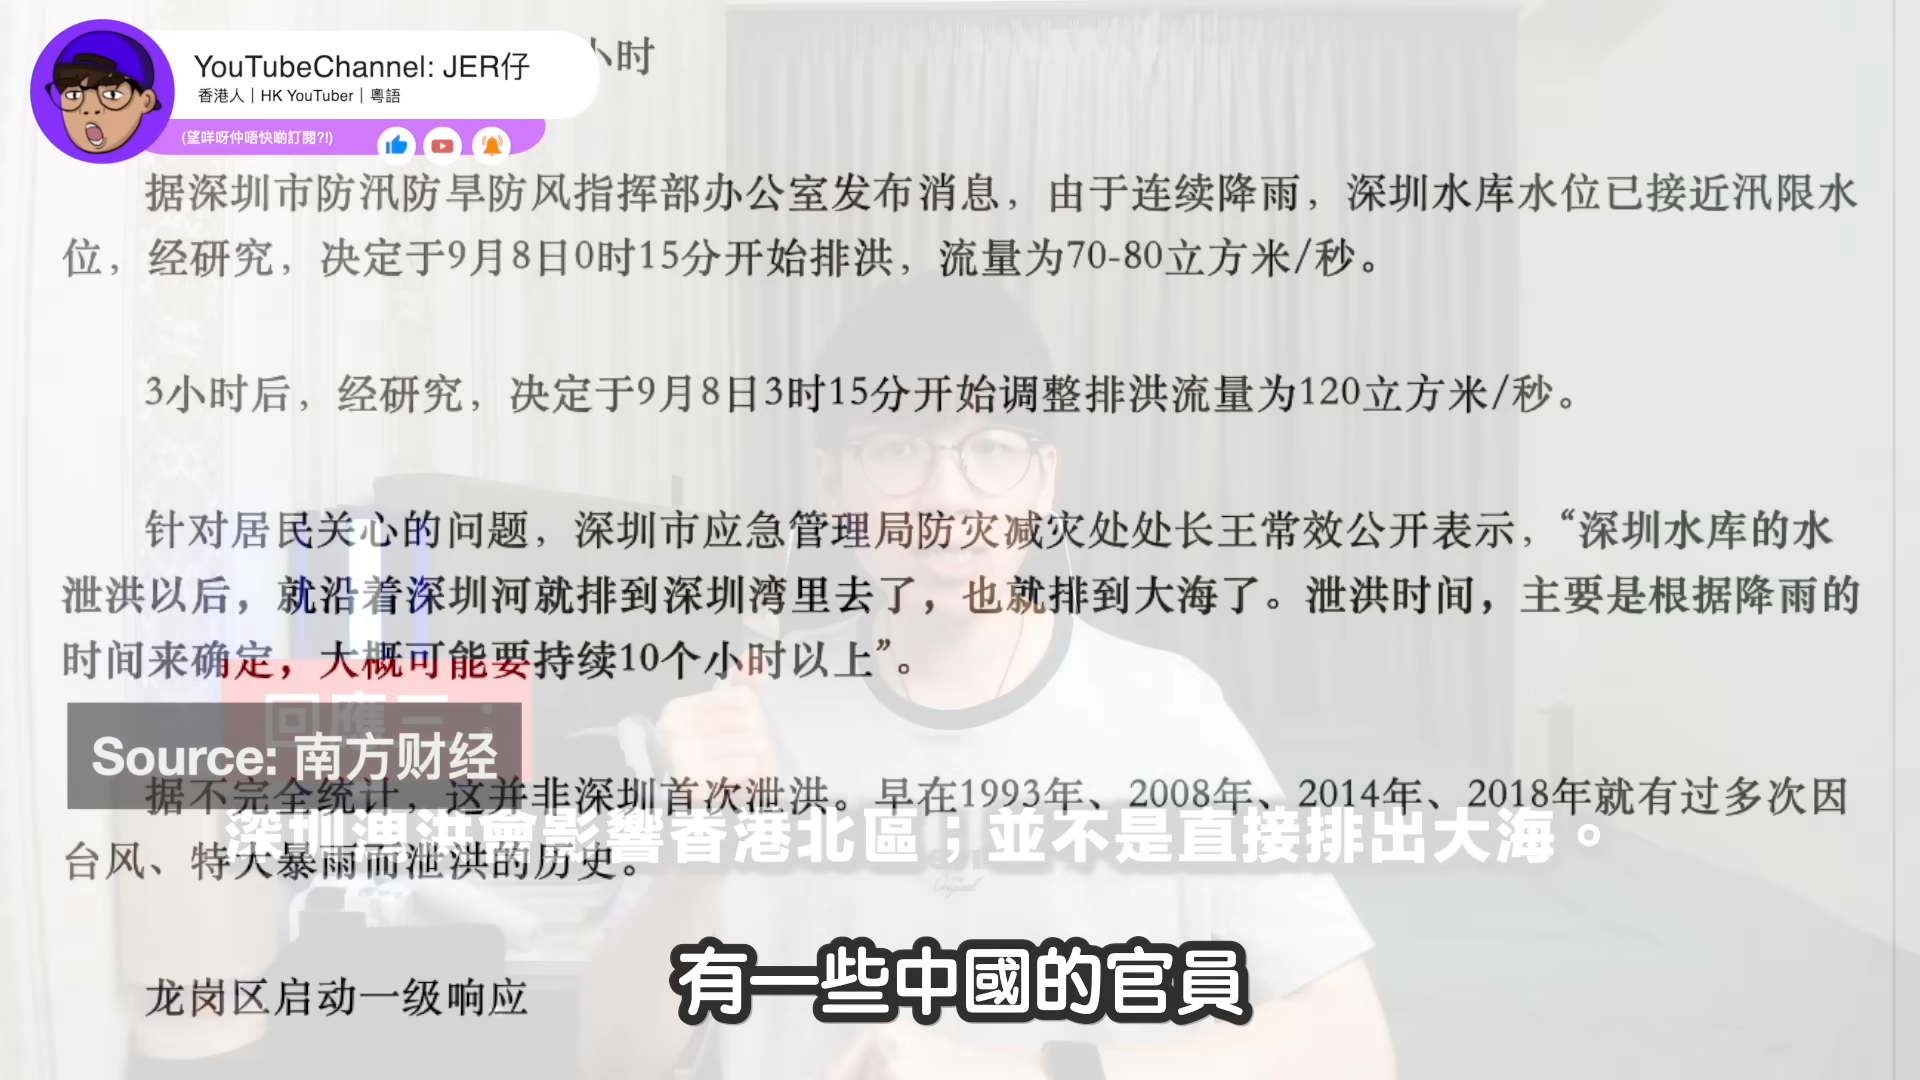 小时
YouTubeChannel: JER仔
香港人｜HK YouTuber｜粵語
(望咩呀仲唔快啲訂閱?!)
据深圳市防汛防旱防风指挥部办公室发布消息，由于连续降雨，深圳水库水位已接近汛限水
位，经研究，决定于9月8日0时15分开始排洪，流量为70-80立方米/秒。
3小时后，经研究，决定于9月8日3时15分开始调整排洪流量为120立方米/秒。
针对居民关心的问题，深圳市应急管理局防灾减灾处处长王常效公开表示，“深圳水库的水
泄洪以后，就沿着深圳河就排到深圳湾里去了，也就排到大海了。泄洪时间，主要是根据降雨的
时间来确定，大概可能要持续10个小时以上”。
回應二：
Source: 南方财经
据不完全统计，这并非深圳首次泄洪。早在1993年、2008年、2014年、2018年就有过多次因
深圳洩洪會影響香港北區；並不是直接排出大海。
台风、特大暴雨而泄洪的历史。
Original
龙岗区启动一级响应
有一些中國的官員